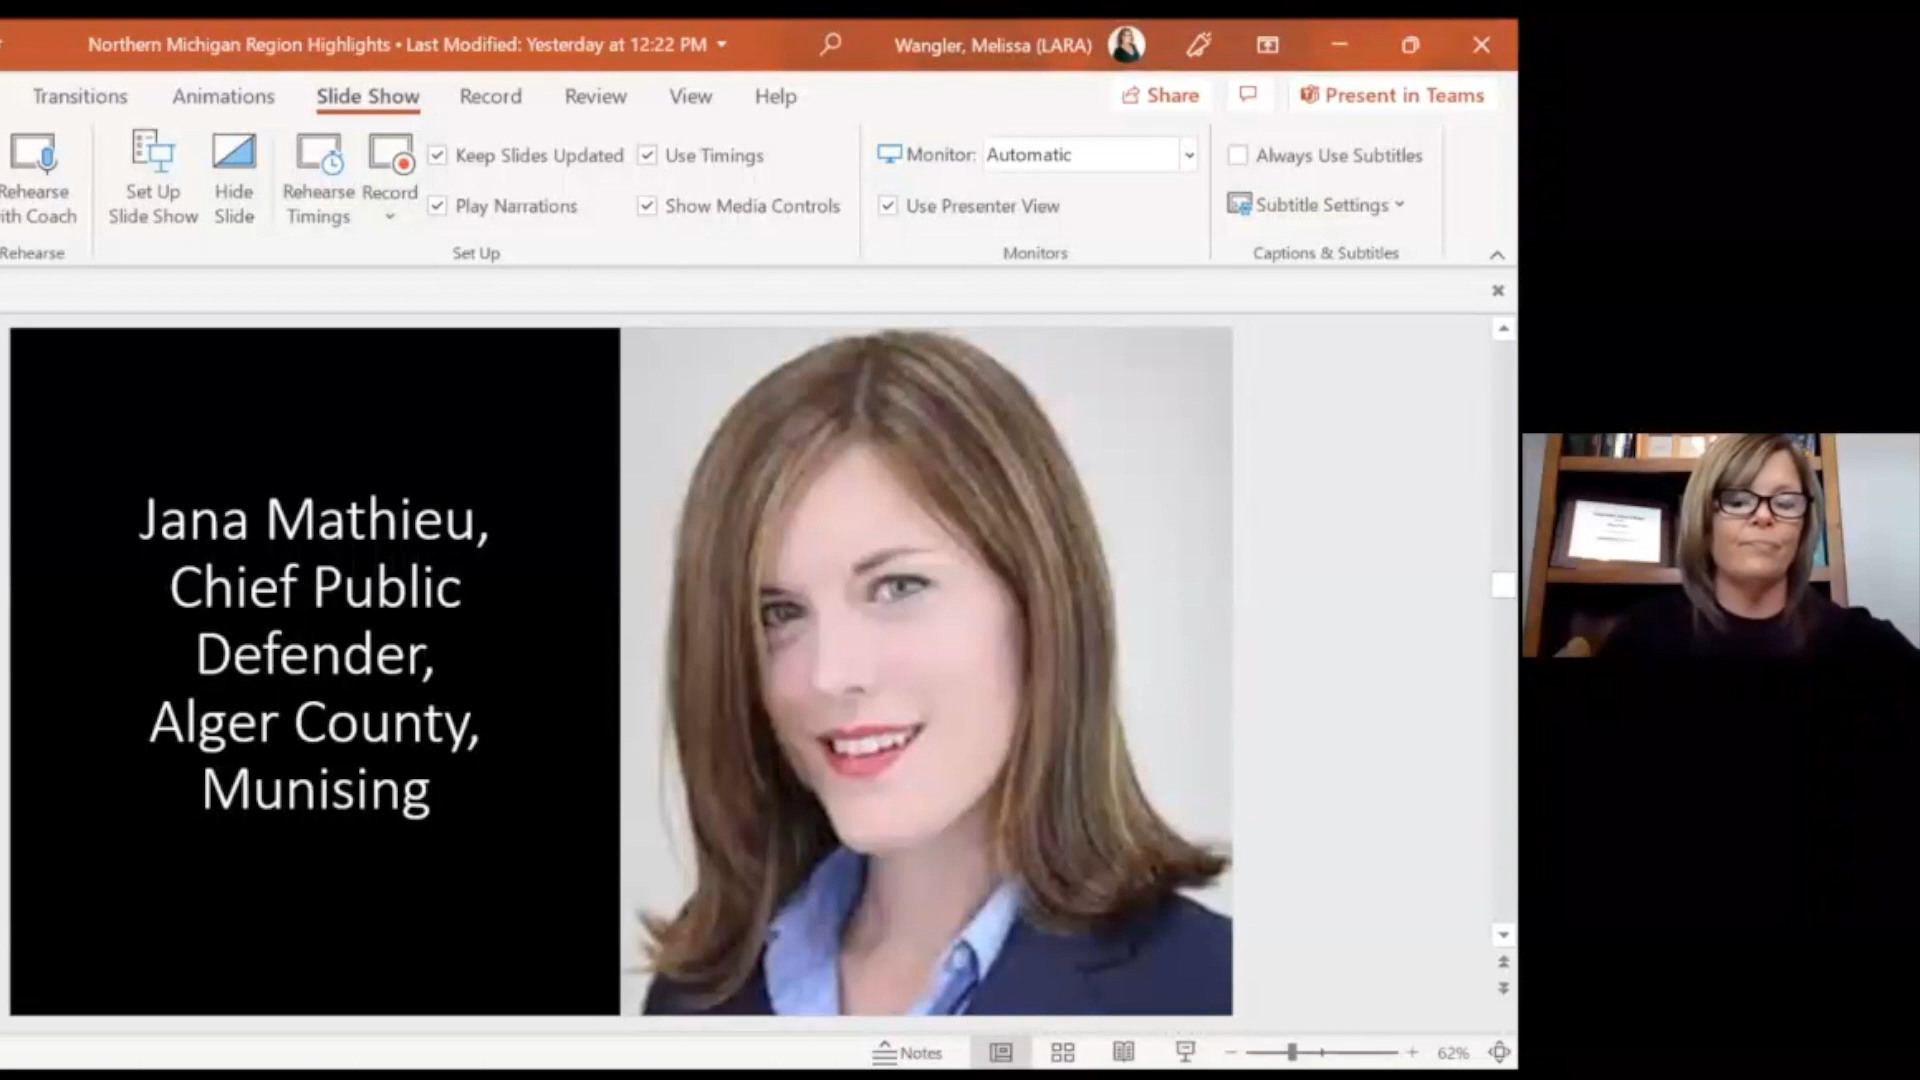 Northern Michigan Region Highlights • Last Modified: Yesterday at 12:22 PM
Wangler, Melissa (LARA)
Transitions Animations Slide Show Record Review View Help
Share
Present in Teams
Rehearse
ith Coach
Set Up
Slide Show
Hide
Slide
Rehearse
Timings
Record
Keep Slides Updated
Use Timings
Play Narrations
Show Media Controls
Monitor: Automatic
Use Presenter View
Always Use Subtitles
Subtitle Settings
Rehearse
Set Up
Monitors
Captions & Subtitles
Jana Mathieu,
Chief Public
Defender,
Alger County,
Munising
Notes
62%